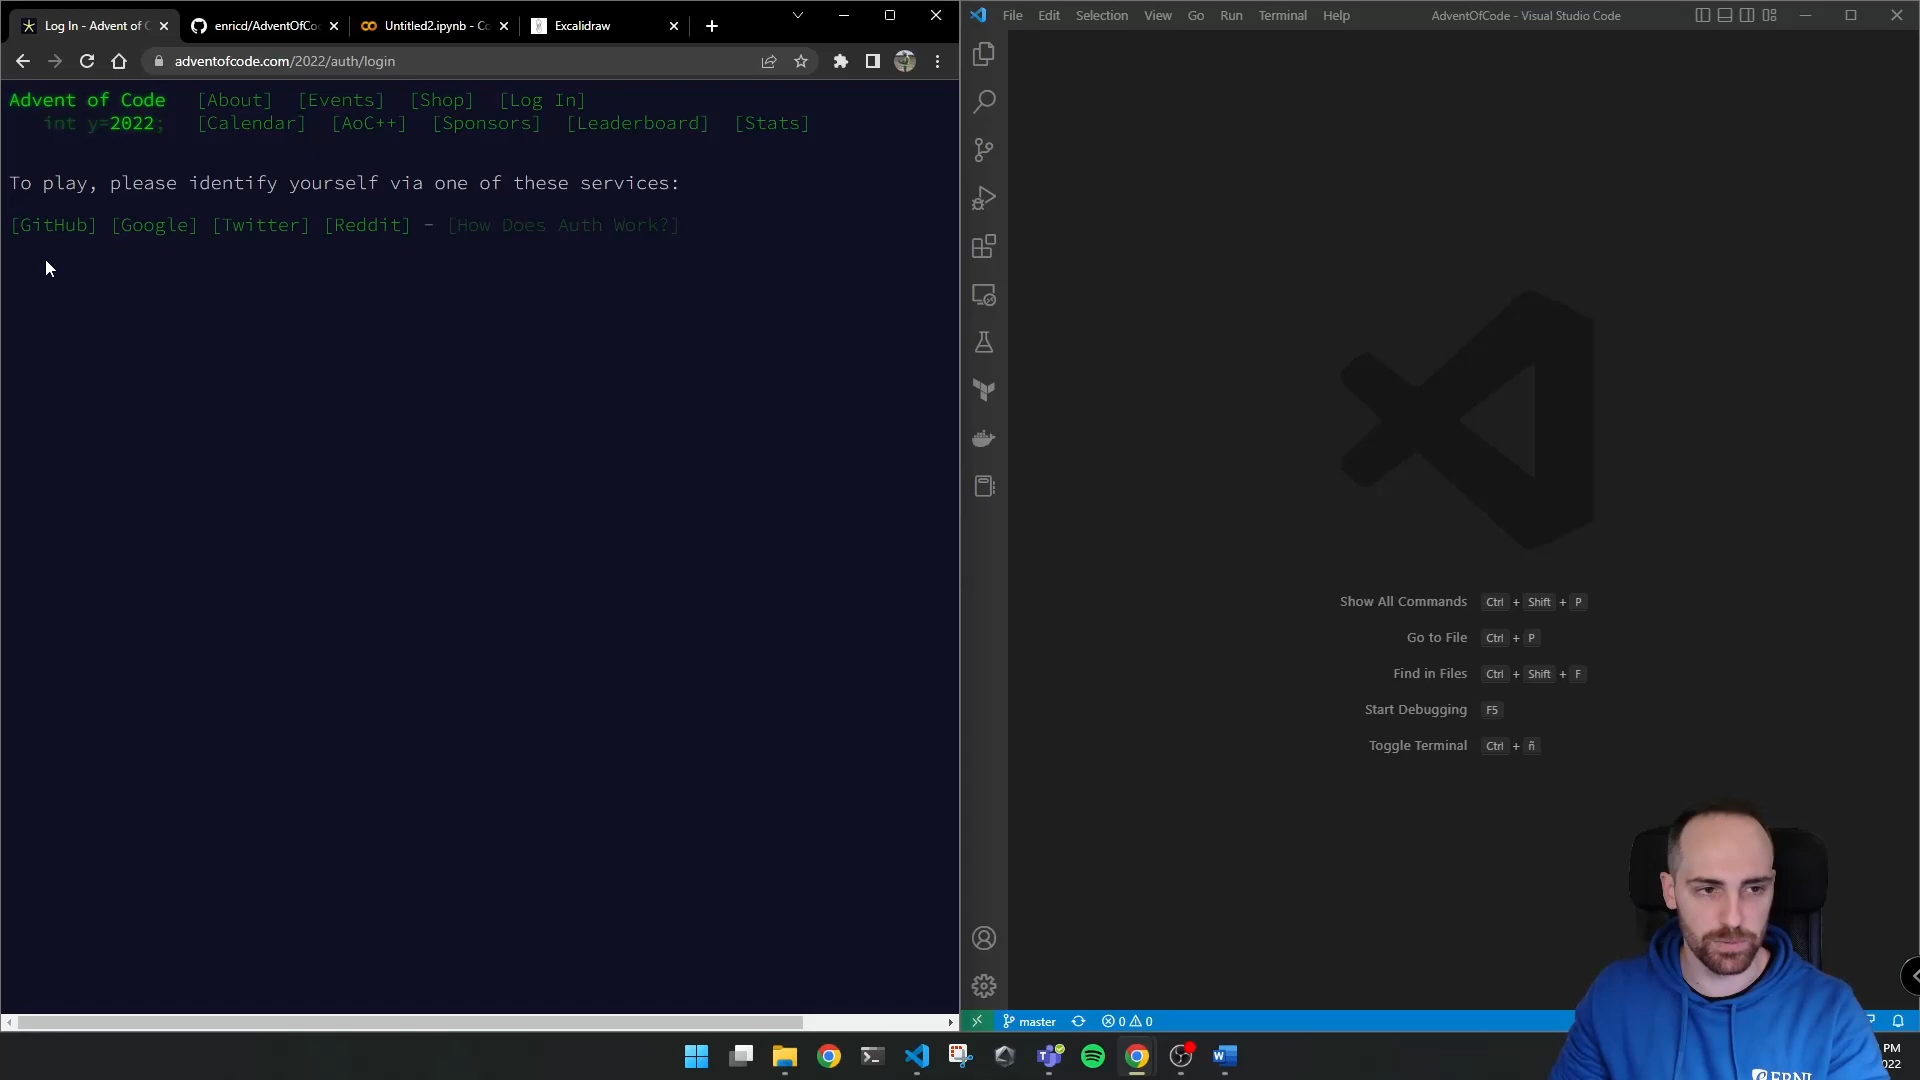 Log In - Advent of C
enricd/AdventOfCo
Untitled2.ipynb - Co
Excalidraw
adventofcode.com/2022/auth/login
Advent of Code [About] [Events] [Shop] [Log In]
int y=2022; [Calendar] [AoC++] [Sponsors] [Leaderboard] [Stats]
To play, please identify yourself via one of these services:
[GitHub] [Google] [Twitter] [Reddit] - [How Does Auth Work?]
File Edit Selection View Go Run Terminal Help
AdventOfCode - Visual Studio Code
Show All Commands Ctrl + Shift + P
Go to File Ctrl + P
Find in Files Ctrl + Shift + F
Start Debugging F5
Toggle Terminal Ctrl + ñ
master
0 0
PM
022